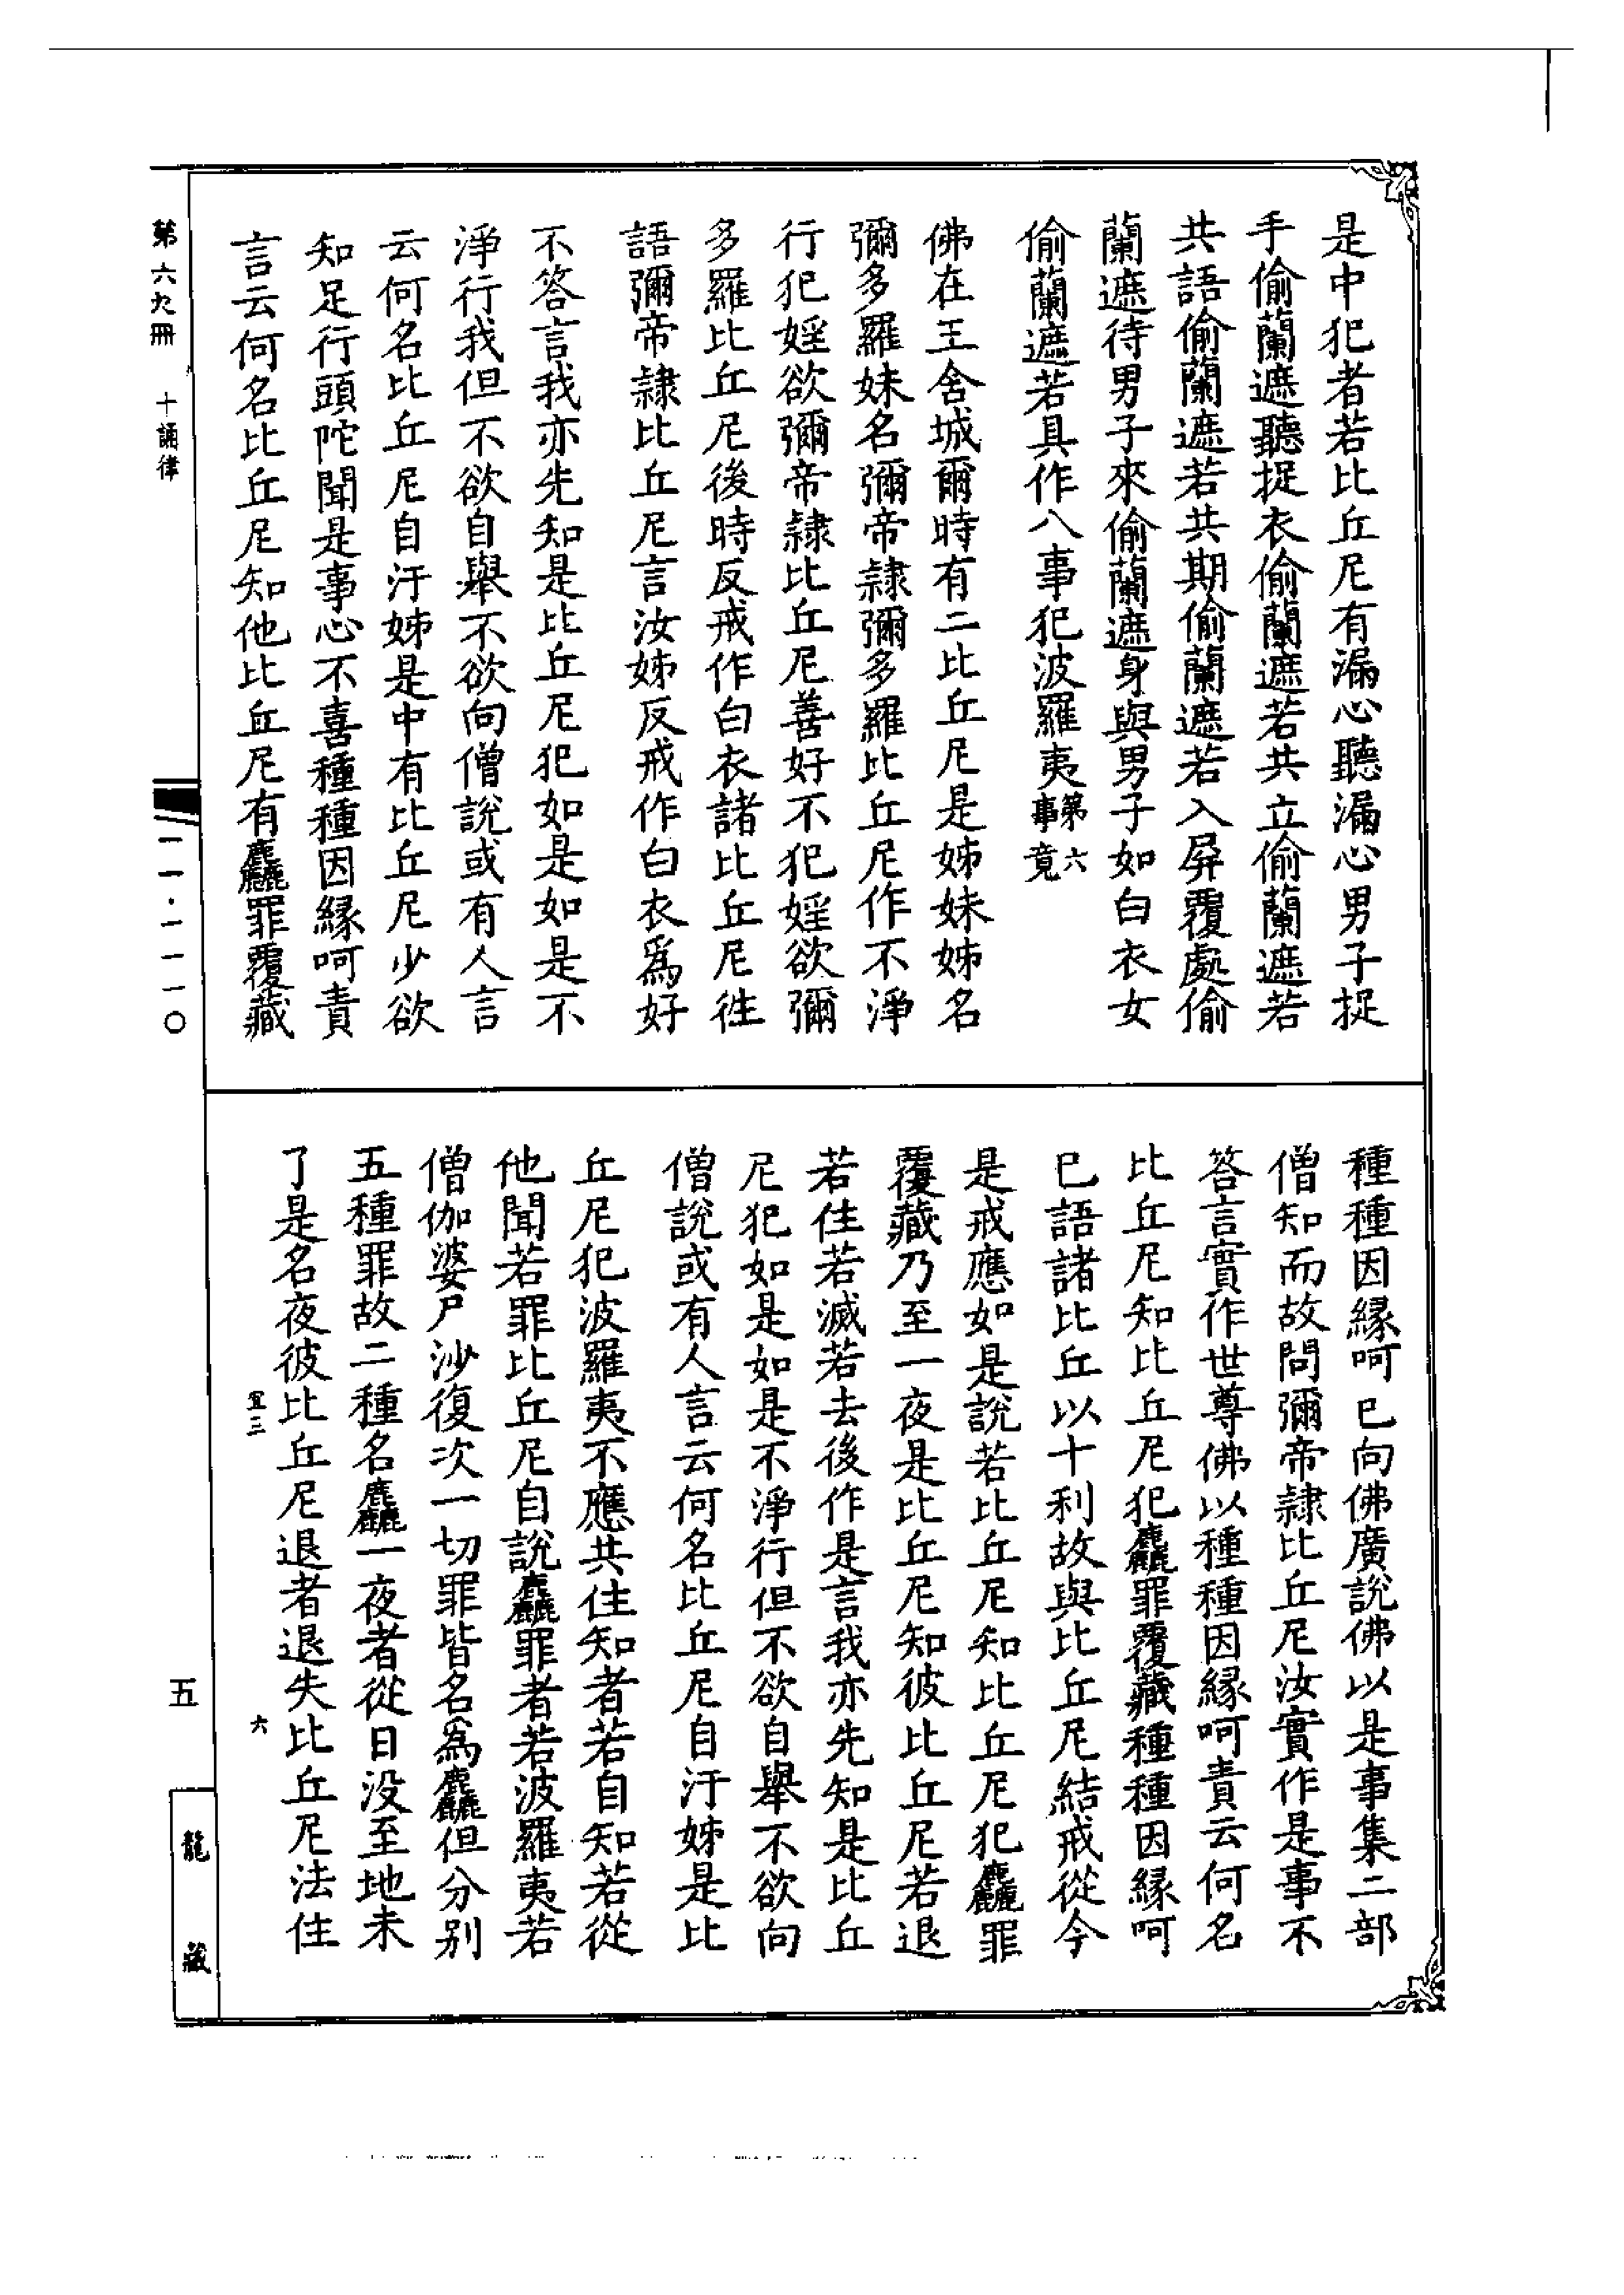 是中犯者若比丘尼有漏心聽漏心男子捉
手偷蘭遮聽捉衣偷蘭遮若共立偷蘭遮若
共語偷蘭遮若共期偷蘭遮若入屏覆處偷
蘭遮待男子來偷蘭遮身與男子如白衣女
偷蘭遮若具作八事犯波羅夷第六事竟
佛在王舍城爾時有二比丘尼是姊妹姊名
彌多羅妹名彌帝隷彌多羅比丘尼作不淨
行犯婬欲彌帝隷比丘尼善好不犯婬欲彌
多羅比丘尼後時反戒作白衣諸比丘尼徃
語彌帝隷比丘尼言汝姊反戒作白衣爲好
不答言我亦先知是比丘尼犯如是如是不
淨行我但不欲自舉不欲向僧說或有人言
云何名比丘尼自汙姊是中有比丘尼少欲
知足行頭陀聞是事心不喜種種因緣呵責
言云何名比丘尼知他比丘尼有麤罪覆藏
種種因緣呵已向佛廣說佛以是事集二部
僧知而故問彌帝隷比丘尼汝實作是事不
答言實作世尊佛以種種因緣呵責云何名
比丘尼知比丘尼犯麤罪覆藏種種因緣呵
已語諸比丘以十利故與比丘尼結戒從今
是戒應如是說若比丘尼知比丘尼犯麤罪
覆藏乃至一夜是比丘尼知彼比丘尼若退
若住若滅若去後作是言我亦先知是比丘
尼犯如是如是不淨行但不欲自舉不欲向
僧說或有人言云何名比丘尼自汙姊是比
丘尼犯波羅夷不應共住知者若自知若從
他聞若罪比丘尼自說麤罪者若波羅夷若
僧伽婆尸沙復次一切罪皆名爲麤但分別
五種罪故二種名麤一夜者從日没至地未
了是名夜彼比丘尼退者退失比丘尼法住
宜三 六
第六九冊 十誦律
一一·一一一〇
五
龍藏